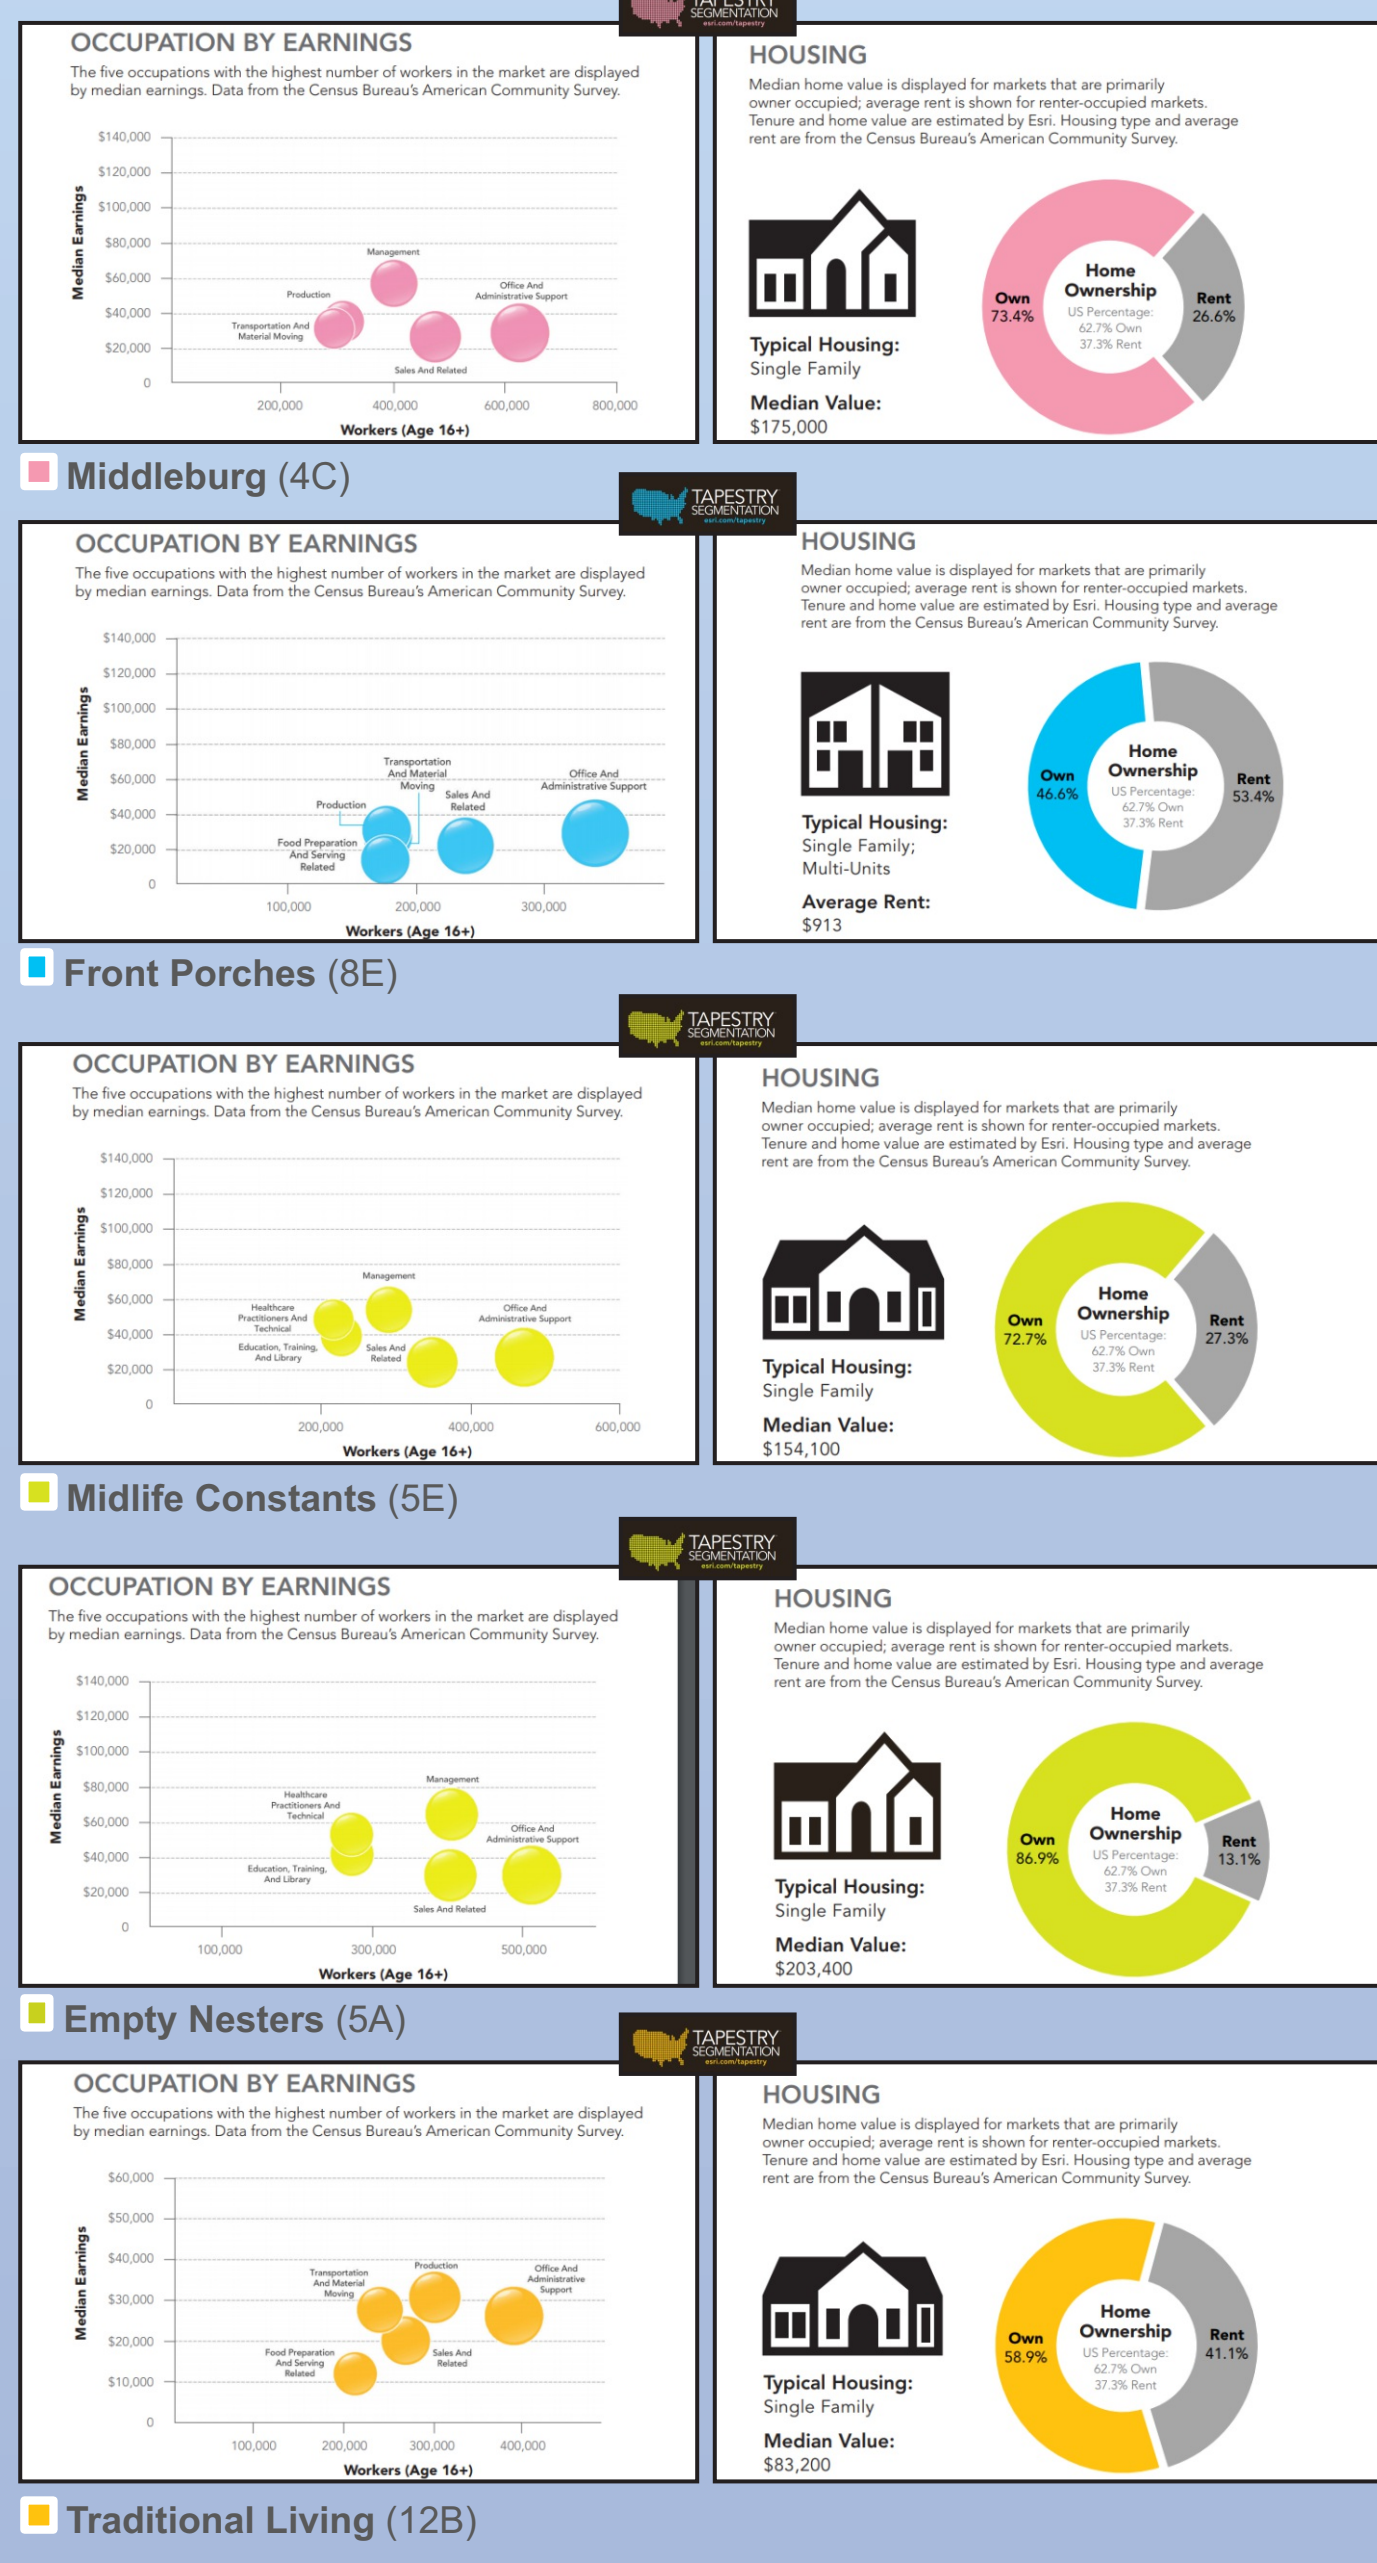 TAPESTRY
SEGMENTATION
esri.com/tapestry
OCCUPATION BY EARNINGS
The five occupations with the highest number of workers in the market are displayed
by median earnings. Data from the Census Bureau's American Community Survey.
Median Earnings
$140,000
$120,000
$100,000
$80,000
$60,000
$40,000
$20,000
0
Management
Office And
Administrative Support
Production
Transportation And
Material Moving
Sales And Related
200,000
400,000
600,000
800,000
Workers (Age 16+)
HOUSING
Median home value is displayed for markets that are primarily
owner occupied; average rent is shown for renter-occupied markets.
Tenure and home value are estimated by Esri. Housing type and average
rent are from the Census Bureau's American Community Survey.
Typical Housing:
Single Family
Median Value:
$175,000
Own
73.4%
Home
Ownership
US Percentage:
62.7% Own
37.3% Rent
Rent
26.6%
Middleburg (4C)
TAPESTRY
SEGMENTATION
esri.com/tapestry
OCCUPATION BY EARNINGS
The five occupations with the highest number of workers in the market are displayed
by median earnings. Data from the Census Bureau's American Community Survey.
Median Earnings
$140,000
$120,000
$100,000
$80,000
$60,000
$40,000
$20,000
0
Transportation
And Material
Moving
Office And
Administrative Support
Sales And
Related
Production
Food Preparation
And Serving
Related
100,000
200,000
300,000
Workers (Age 16+)
HOUSING
Median home value is displayed for markets that are primarily
owner occupied; average rent is shown for renter-occupied markets.
Tenure and home value are estimated by Esri. Housing type and average
rent are from the Census Bureau's American Community Survey.
Typical Housing:
Single Family;
Multi-Units
Average Rent:
$913
Own
46.6%
Home
Ownership
US Percentage:
62.7% Own
37.3% Rent
Rent
53.4%
Front Porches (8E)
TAPESTRY
SEGMENTATION
esri.com/tapestry
OCCUPATION BY EARNINGS
The five occupations with the highest number of workers in the market are displayed
by median earnings. Data from the Census Bureau's American Community Survey.
Median Earnings
$140,000
$120,000
$100,000
$80,000
$60,000
$40,000
$20,000
0
Management
Healthcare
Practitioners And
Technical
Office And
Administrative Support
Education, Training,
And Library
Sales And
Related
200,000
400,000
600,000
Workers (Age 16+)
HOUSING
Median home value is displayed for markets that are primarily
owner occupied; average rent is shown for renter-occupied markets.
Tenure and home value are estimated by Esri. Housing type and average
rent are from the Census Bureau's American Community Survey.
Typical Housing:
Single Family
Median Value:
$154,100
Own
72.7%
Home
Ownership
US Percentage:
62.7% Own
37.3% Rent
Rent
27.3%
Midlife Constants (5E)
TAPESTRY
SEGMENTATION
esri.com/tapestry
OCCUPATION BY EARNINGS
The five occupations with the highest number of workers in the market are displayed
by median earnings. Data from the Census Bureau's American Community Survey.
Median Earnings
$140,000
$120,000
$100,000
$80,000
$60,000
$40,000
$20,000
0
Management
Healthcare
Practitioners And
Technical
Office And
Administrative Support
Education, Training,
And Library
Sales And Related
100,000
300,000
500,000
Workers (Age 16+)
HOUSING
Median home value is displayed for markets that are primarily
owner occupied; average rent is shown for renter-occupied markets.
Tenure and home value are estimated by Esri. Housing type and average
rent are from the Census Bureau's American Community Survey.
Typical Housing:
Single Family
Median Value:
$203,400
Own
86.9%
Home
Ownership
US Percentage:
62.7% Own
37.3% Rent
Rent
13.1%
Empty Nesters (5A)
TAPESTRY
SEGMENTATION
esri.com/tapestry
OCCUPATION BY EARNINGS
The five occupations with the highest number of workers in the market are displayed
by median earnings. Data from the Census Bureau's American Community Survey.
Median Earnings
$60,000
$50,000
$40,000
$30,000
$20,000
$10,000
0
Production
Transportation
And Material
Moving
Office And
Administrative
Support
Food Preparation
And Serving
Related
Sales And
Related
100,000
200,000
300,000
400,000
Workers (Age 16+)
HOUSING
Median home value is displayed for markets that are primarily
owner occupied; average rent is shown for renter-occupied markets.
Tenure and home value are estimated by Esri. Housing type and average
rent are from the Census Bureau's American Community Survey.
Typical Housing:
Single Family
Median Value:
$83,200
Own
58.9%
Home
Ownership
US Percentage:
62.7% Own
37.3% Rent
Rent
41.1%
Traditional Living (12B)